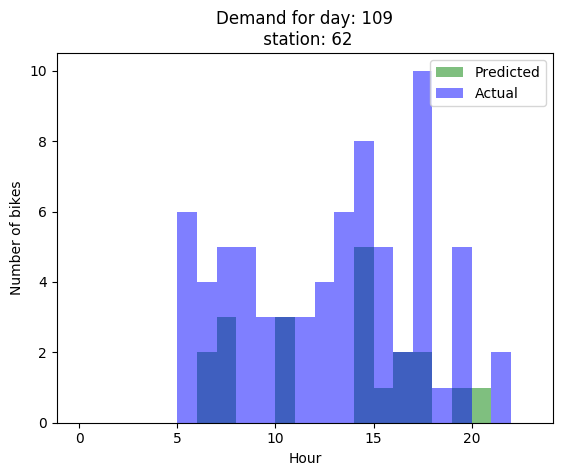 Demand for day: 109
station: 62
Predicted
Actual
Number of bikes
10
8
6
4
2
0
0 5 10 15 20
Hour